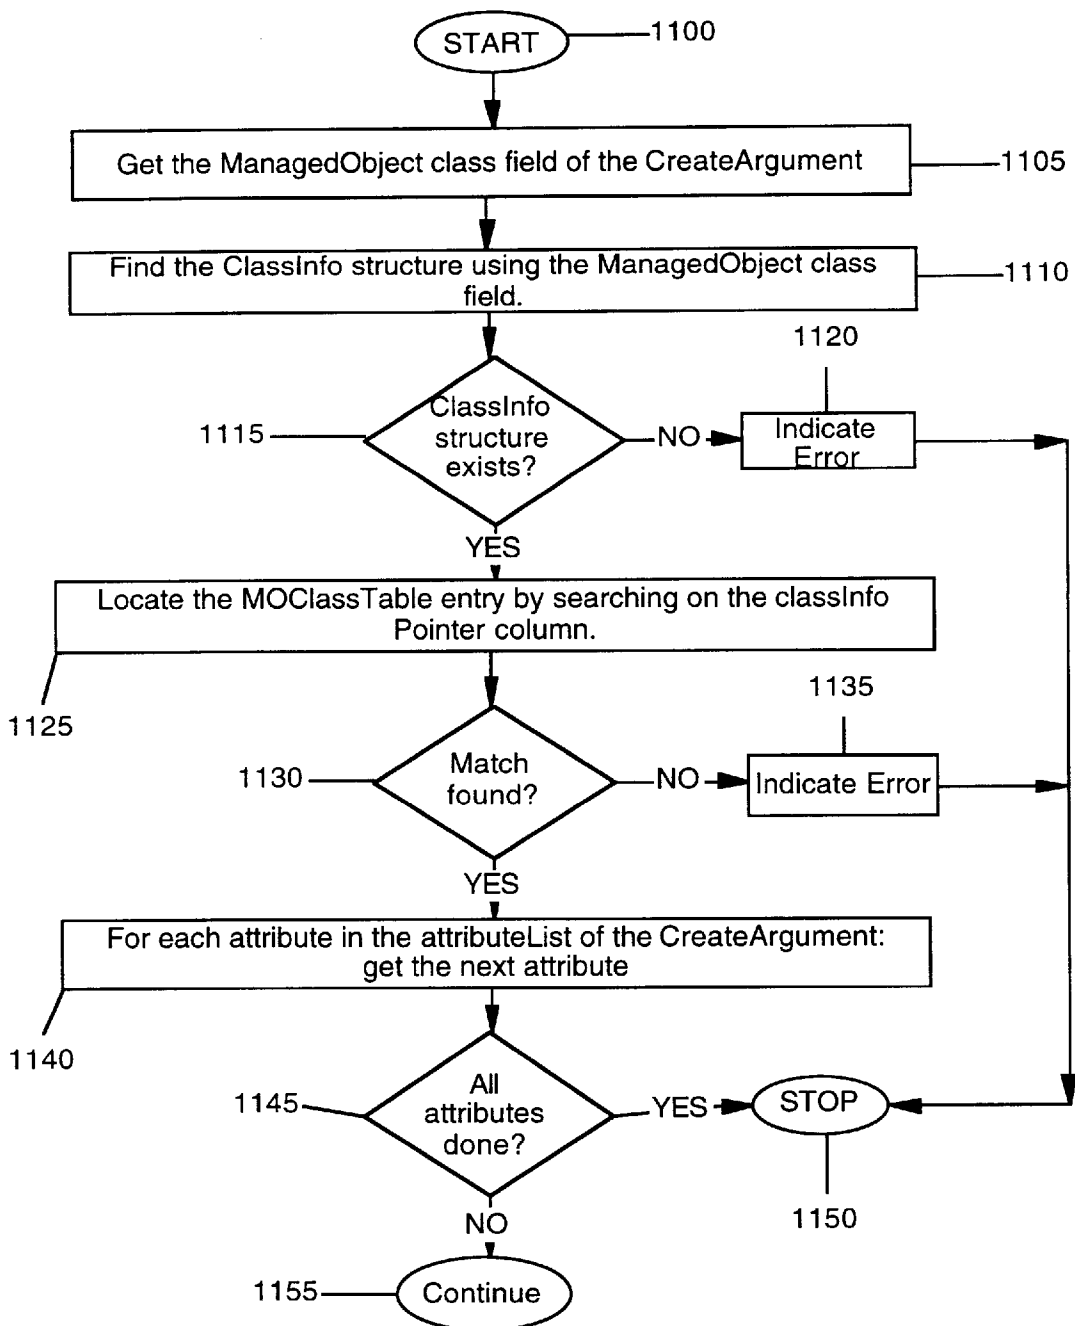 START
1100
Get the ManagedObject class field of the CreateArgument
1105
Find the ClassInfo structure using the ManagedObject class
field.
1110
1120
ClassInfo
structure
exists?
1115
NO
Indicate
Error
YES
Locate the MOClassTable entry by searching on the classInfo
Pointer column.
1125
1135
Match
found?
1130
NO
Indicate Error
YES
For each attribute in the attributeList of the CreateArgument:
get the next attribute
1140
All
attributes
done?
1145
YES
STOP
1150
NO
1155
Continue